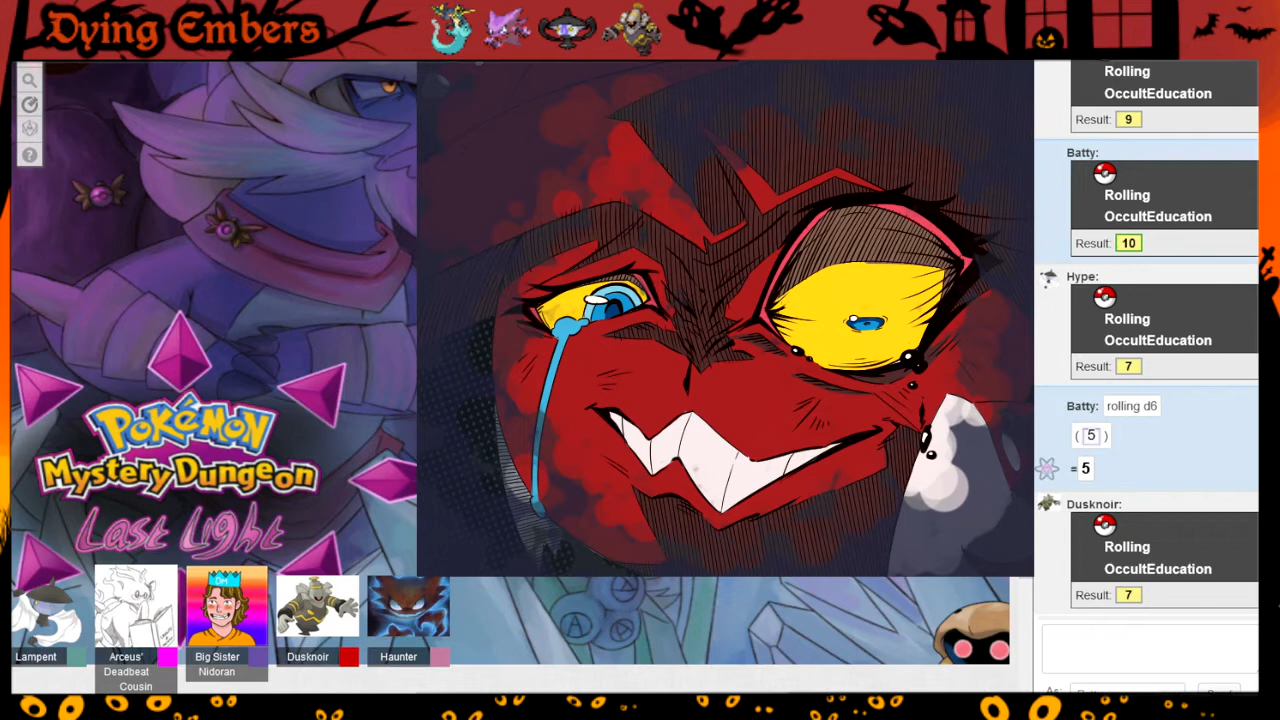 Dying Embers
Rolling
OccultEducation
Result: 9
Batty:
Rolling
OccultEducation
Result: 10
Hype:
Rolling
OccultEducation
Result: 7
Batty: rolling d6
( 5 )
= 5
Dusknoir:
Rolling
OccultEducation
Result: 7
As:
Pokémon
Mystery Dungeon
Last Light
DM
Lampent
Arceus'
Deadbeat
Cousin
Big Sister
Nidoran
Dusknoir
Haunter